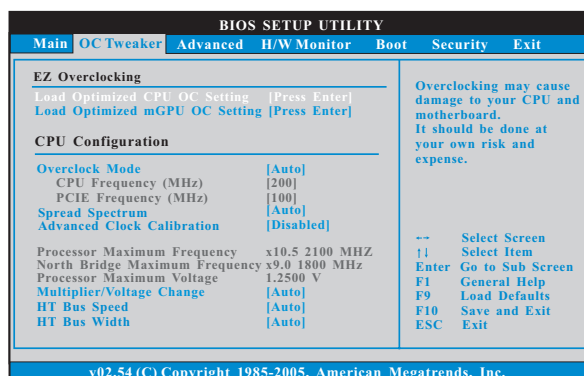 BIOS SETUP UTILITY
Main OC Tweaker Advanced H/W Monitor Boot Security Exit
EZ Overclocking
Load Optimized CPU OC Setting [Press Enter]
Load Optimized mGPU OC Setting [Press Enter]
CPU Configuration
Overclock Mode [Auto]
CPU Frequency (MHz) [200]
PCIE Frequency (MHz) [100]
Spread Spectrum [Auto]
Advanced Clock Calibration [Disabled]
Processor Maximum Frequency x10.5 2100 MHZ
North Bridge Maximum Frequency x9.0 1800 MHz
Processor Maximum Voltage 1.2500 V
Multiplier/Voltage Change [Auto]
HT Bus Speed [Auto]
HT Bus Width [Auto]
Overclocking may cause
damage to your CPU and
motherboard.
It should be done at
your own risk and
expense.
←→ Select Screen
↑↓ Select Item
Enter Go to Sub Screen
F1 General Help
F9 Load Defaults
F10 Save and Exit
ESC Exit
v02.54 (C) Copyright 1985-2005, American Megatrends, Inc.